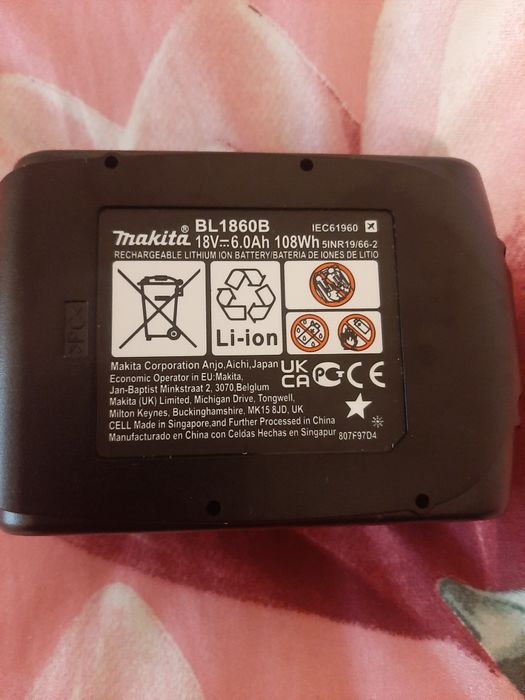 makita® BL1860B IEC61960
18V⎓6.0Ah 108Wh 5INR19/66-2
RECHARGEABLE LITHIUM ION BATTERY/BATERIA DE IONES DE LITIO
Li-ion
Makita Corporation Anjo,Aichi,Japan
Economic Operator in EU:Makita,
Jan-Baptist Minkstraat 2, 3070.Belgium
Makita (UK) Limited, Michigan Drive, Tongwell,
Milton Keynes, Buckinghamshire, MK15 8JD, UK
CELL Made in Singapore,and Further Processed in China
Manufacturado en China con Celdas Hechas en Singapur
UK
CA
PCT
CE
807F97D4
>PC<